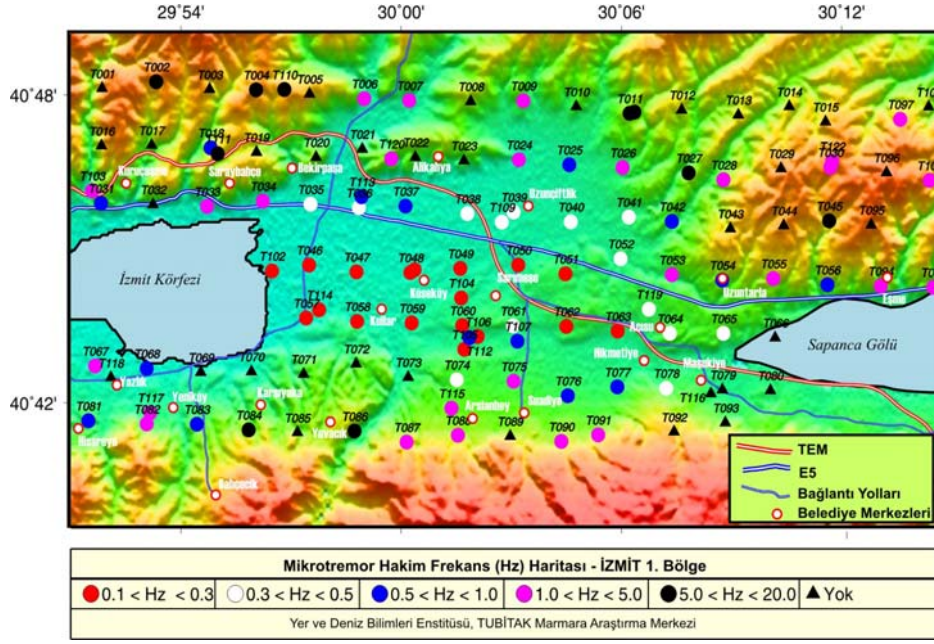 29'54 30'00 30'06 30'12
40'48
T001 T002 T003 T004 T110 T005 T006 T007 T008 T009 T010 T011 T012 T013 T014 T015 T097
T016 T017 T018 T019 T020 T021 T120 T022 T023 T024 T025 T026 T027 T028 T029 T122 T030 T096
Saraybahçe Bekirpaşa Alikahya
T103 T031 T032 T033 T034 T035 T113 T037 T038 T109 T039 T040 T041 T042 T043 T044 T045 T095
Uzunçiftlik
İzmit Körfezi
T102 T046 T047 T048 T049 T050 T051 T052 T053 T054 T055 T056 T094
Köseköy Sarımeşe Uzuntarla Eşme
T114 T058 T059 T104 T060 T106 T112 T061 T107 T062 T063 T119 T064 T065 T066
Kullar Acısu
Sapanca Gölü
T067 T118 T068 T069 T070 T071 T072 T073 T074 T075 T076 T077 T078 T116 T079 T080
Yazlık Hikmetiye Maşukiye
40'42
T081 T117 T082 T083 T084 T085 T086 T087 T115 T088 T089 T090 T091 T092 T093
Yeniköy Karşıyaka Yuvacık Arslanbey Suadiye
Bahçecik
TEM
E5
Bağlantı Yolları
Belediye Merkezleri
Mikrotremor Hakim Frekans (Hz) Haritası - İZMİT 1. Bölge
0.1 < Hz < 0.3 0.3 < Hz < 0.5 0.5 < Hz < 1.0 1.0 < Hz < 5.0 5.0 < Hz < 20.0 Yok
Yer ve Deniz Bilimleri Enstitüsü, TUBİTAK Marmara Araştırma Merkezi